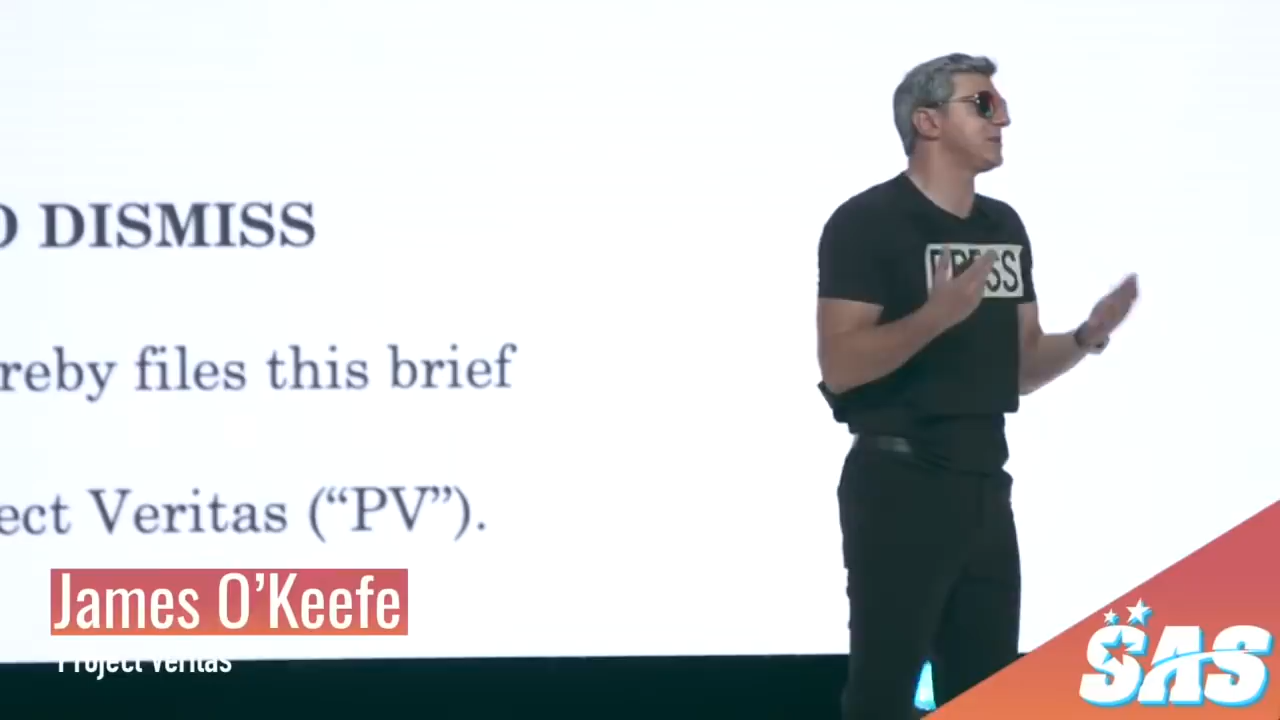 O DISMISS
PRESS
reby files this brief
ect Veritas (“PV”).
James O’Keefe
Project Veritas
SAS